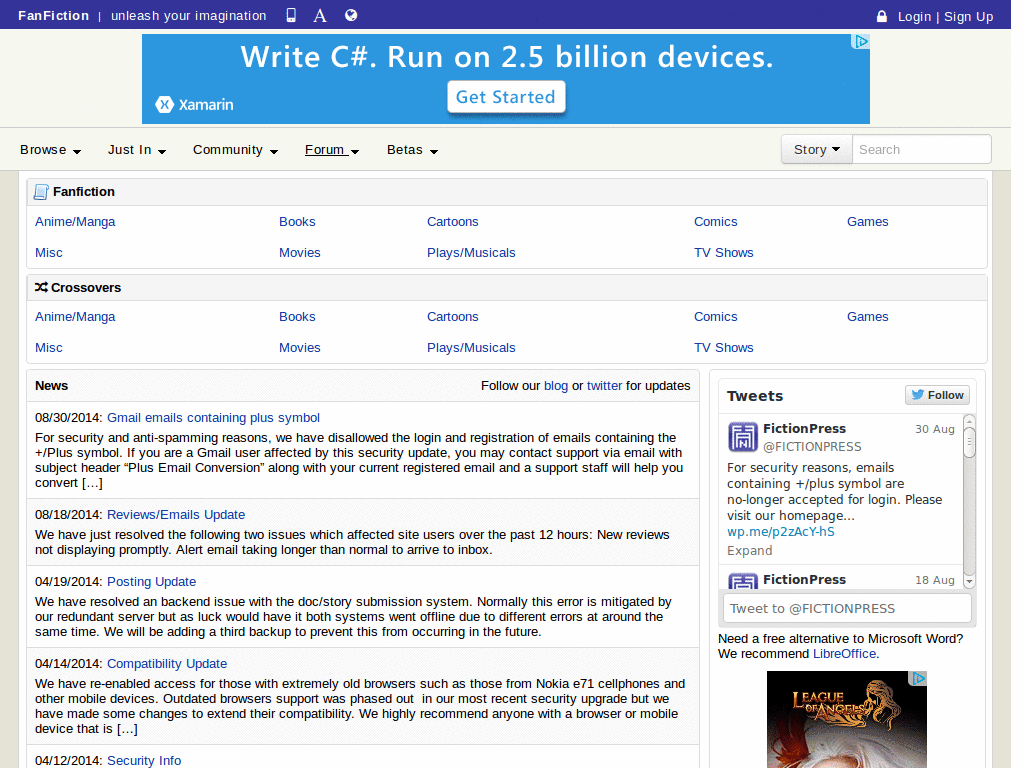 FanFiction | unleash your imagination A Login | Sign Up
Write C#. Run on 2.5 billion devices.
Get Started
Xamarin
Browse Just In Community Forum Betas Story Search
Fanfiction
Anime/Manga Books Cartoons Comics Games
Misc Movies Plays/Musicals TV Shows
Crossovers
Anime/Manga Books Cartoons Comics Games
Misc Movies Plays/Musicals TV Shows
News Follow our blog or twitter for updates
08/30/2014: Gmail emails containing plus symbol
For security and anti-spamming reasons, we have disallowed the login and registration of emails containing the
+/Plus symbol. If you are a Gmail user affected by this security update, you may contact support via email with
subject header “Plus Email Conversion” along with your current registered email and a support staff will help you
convert […]
08/18/2014: Reviews/Emails Update
We have just resolved the following two issues which affected site users over the past 12 hours: New reviews
not displaying promptly. Alert email taking longer than normal to arrive to inbox.
04/19/2014: Posting Update
We have resolved an backend issue with the doc/story submission system. Normally this error is mitigated by
our redundant server but as luck would have it both systems went offline due to different errors at around the
same time. We will be adding a third backup to prevent this from occurring in the future.
04/14/2014: Compatibility Update
We have re-enabled access for those with extremely old browsers such as those from Nokia e71 cellphones and
other mobile devices. Outdated browsers support was phased out in our most recent security upgrade but we
have made some changes to extend their compatibility. We highly recommend anyone with a browser or mobile
device that is […]
04/12/2014: Security Info
Tweets Follow
FictionPress 30 Aug
@FICTIONPRESS
For security reasons, emails
containing +/plus symbol are
no-longer accepted for login. Please
visit our homepage...
wp.me/p2zAcY-hS
Expand
FictionPress 18 Aug
Tweet to @FICTIONPRESS
Need a free alternative to Microsoft Word?
We recommend LibreOffice.
LEAGUE
OF ANGELS